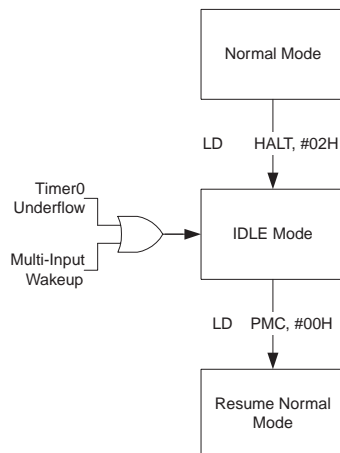 Normal Mode
LD HALT, #02H
Timer0
Underflow
IDLE Mode
Multi-Input
Wakeup
LD PMC, #00H
Resume Normal
Mode